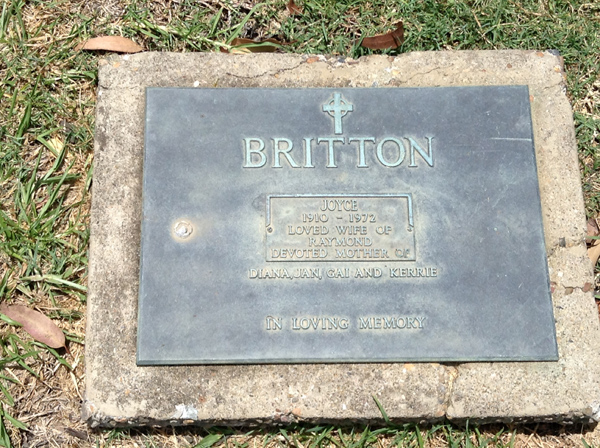 BRITTON
JOYCE
1910 - 1972
LOVED WIFE OF
RAYMOND
DEVOTED MOTHER OF
DIANA, JAN, GAI AND KERRIE
IN LOVING MEMORY